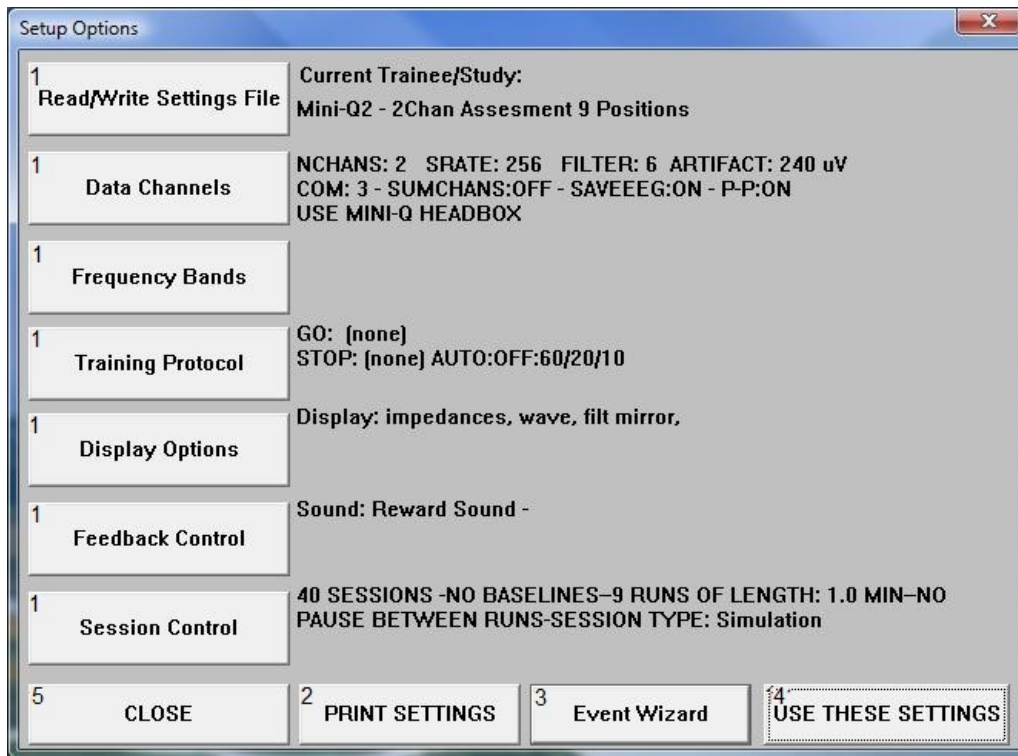 Setup Options
X
1
Read/Write Settings File
Current Trainee/Study:
Mini-Q2 - 2Chan Assesment 9 Positions
1
Data Channels
NCHANS: 2 SRATE: 256 FILTER: 6 ARTIFACT: 240 uV
COM: 3 - SUMCHANS:OFF - SAVEEEG:ON - P-P:ON
USE MINI-Q HEADBOX
1
Frequency Bands
1
Training Protocol
GO: (none)
STOP: (none) AUTO:OFF:60/20/10
1
Display Options
Display: impedances, wave, filt mirror,
1
Feedback Control
Sound: Reward Sound -
1
Session Control
40 SESSIONS -NO BASELINES--9 RUNS OF LENGTH: 1.0 MIN--NO
PAUSE BETWEEN RUNS-SESSION TYPE: Simulation
5
CLOSE
2
PRINT SETTINGS
3
Event Wizard
4
USE THESE SETTINGS